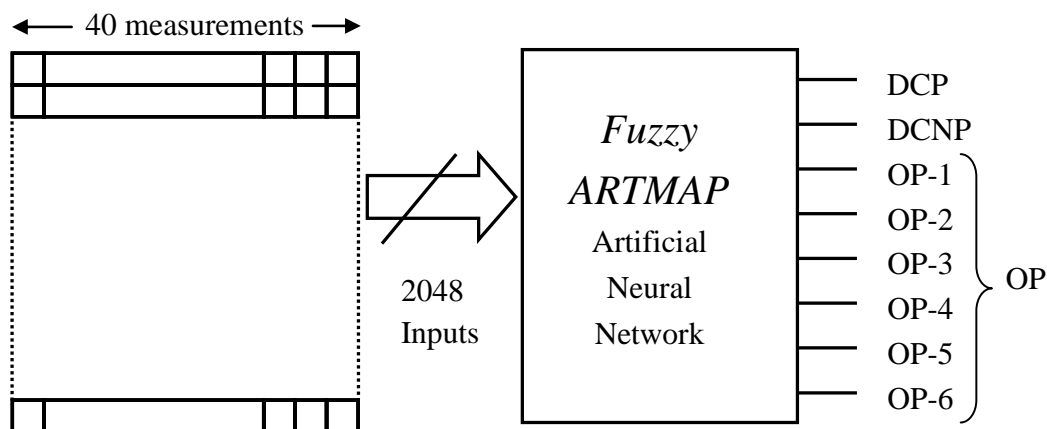 40 measurements
2048
Inputs
Fuzzy
ARTMAP
Artificial
Neural
Network
DCP
DCNP
OP-1
OP-2
OP-3
OP-4
OP-5
OP-6
OP